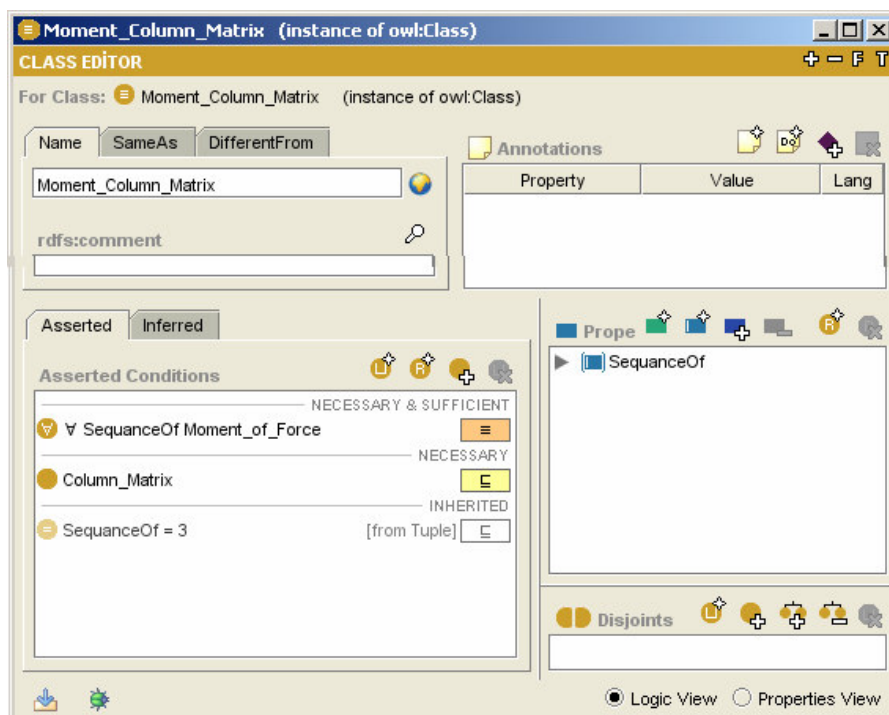 Moment_Column_Matrix (instance of owl:Class)
CLASS EDİTOR
F T
For Class: Moment_Column_Matrix (instance of owl:Class)
Name SameAs DifferentFrom
Moment_Column_Matrix
rdfs:comment
Annotations
Property Value Lang
Asserted Inferred
Asserted Conditions
NECESSARY & SUFFICIENT
∀ SequanceOf Moment_of_Force ≡
NECESSARY
Column_Matrix ⊑
INHERITED
SequanceOf = 3 [from Tuple] ⊑
Prope
SequanceOf
Disjoints
Logic View Properties View